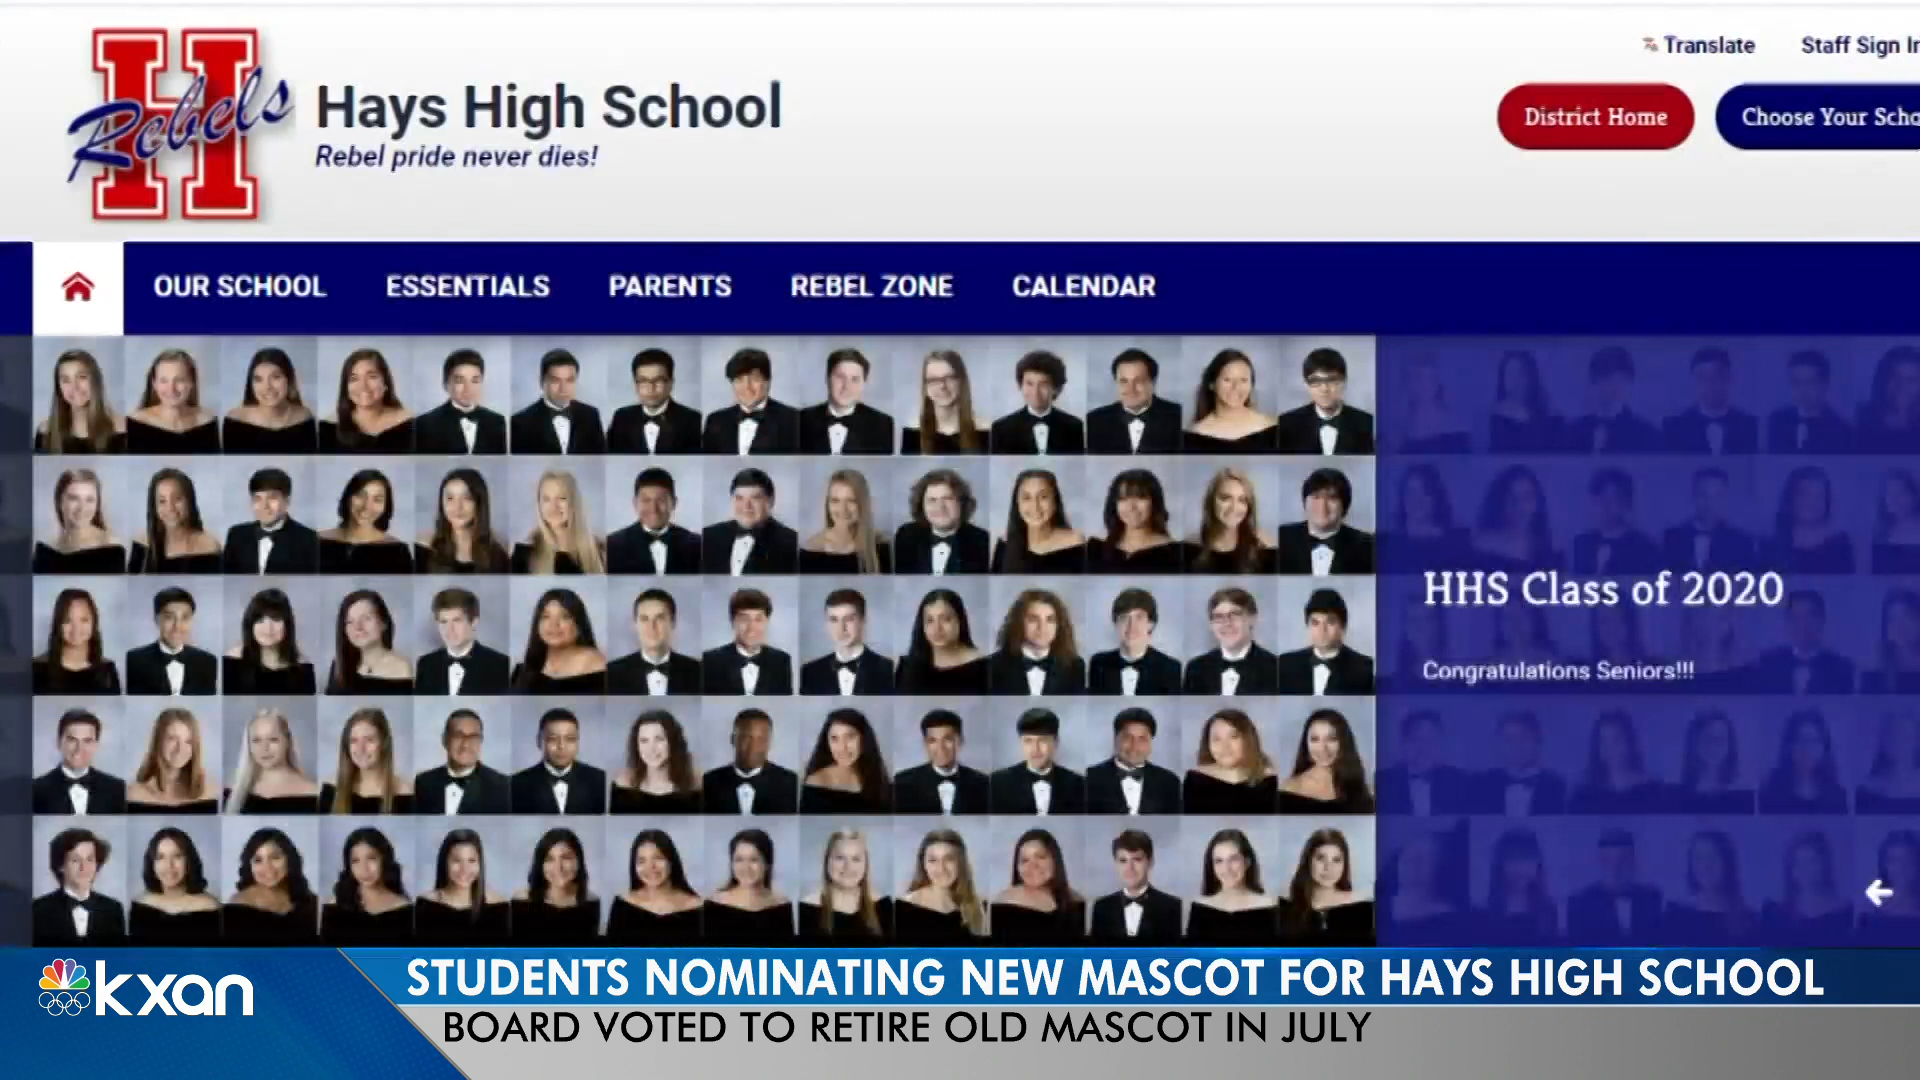 Translate
Staff Sign In
H
Rebels
Hays High School
Rebel pride never dies!
District Home
Choose Your Scho
OUR SCHOOL
ESSENTIALS
PARENTS
REBEL ZONE
CALENDAR
HHS Class of 2020
Congratulations Seniors!!!
kxan
STUDENTS NOMINATING NEW MASCOT FOR HAYS HIGH SCHOOL
BOARD VOTED TO RETIRE OLD MASCOT IN JULY